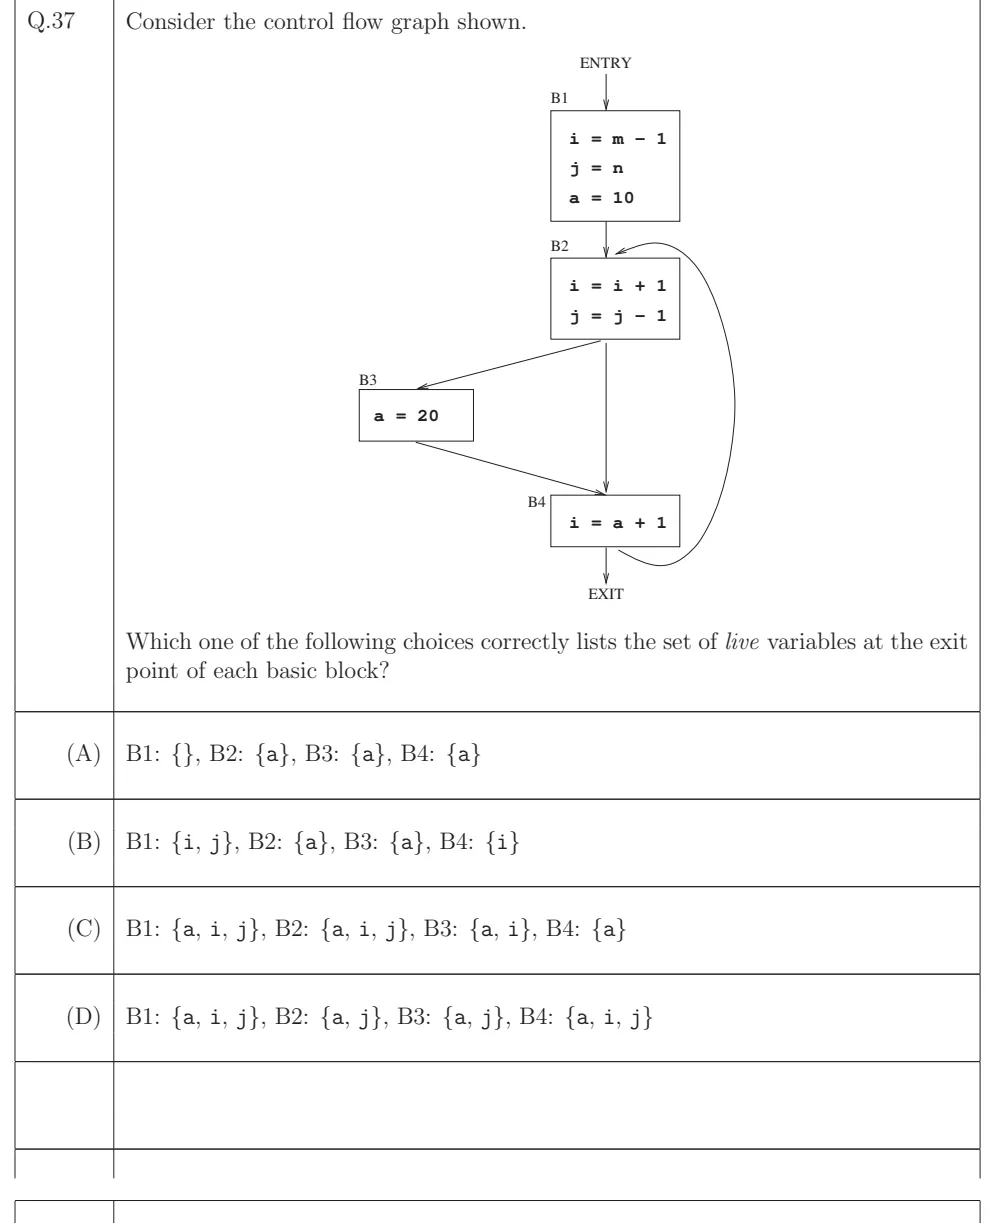 Q.37 Consider the control flow graph shown.
ENTRY
B1
i = m - 1
j = n
a = 10
B2
i = i + 1
j = j - 1
B3
a = 20
B4
i = a + 1
EXIT
Which one of the following choices correctly lists the set of live variables at the exit
point of each basic block?
(A) B1: {}, B2: {a}, B3: {a}, B4: {a}
(B) B1: {i, j}, B2: {a}, B3: {a}, B4: {i}
(C) B1: {a, i, j}, B2: {a, i, j}, B3: {a, i}, B4: {a}
(D) B1: {a, i, j}, B2: {a, j}, B3: {a, j}, B4: {a, i, j}